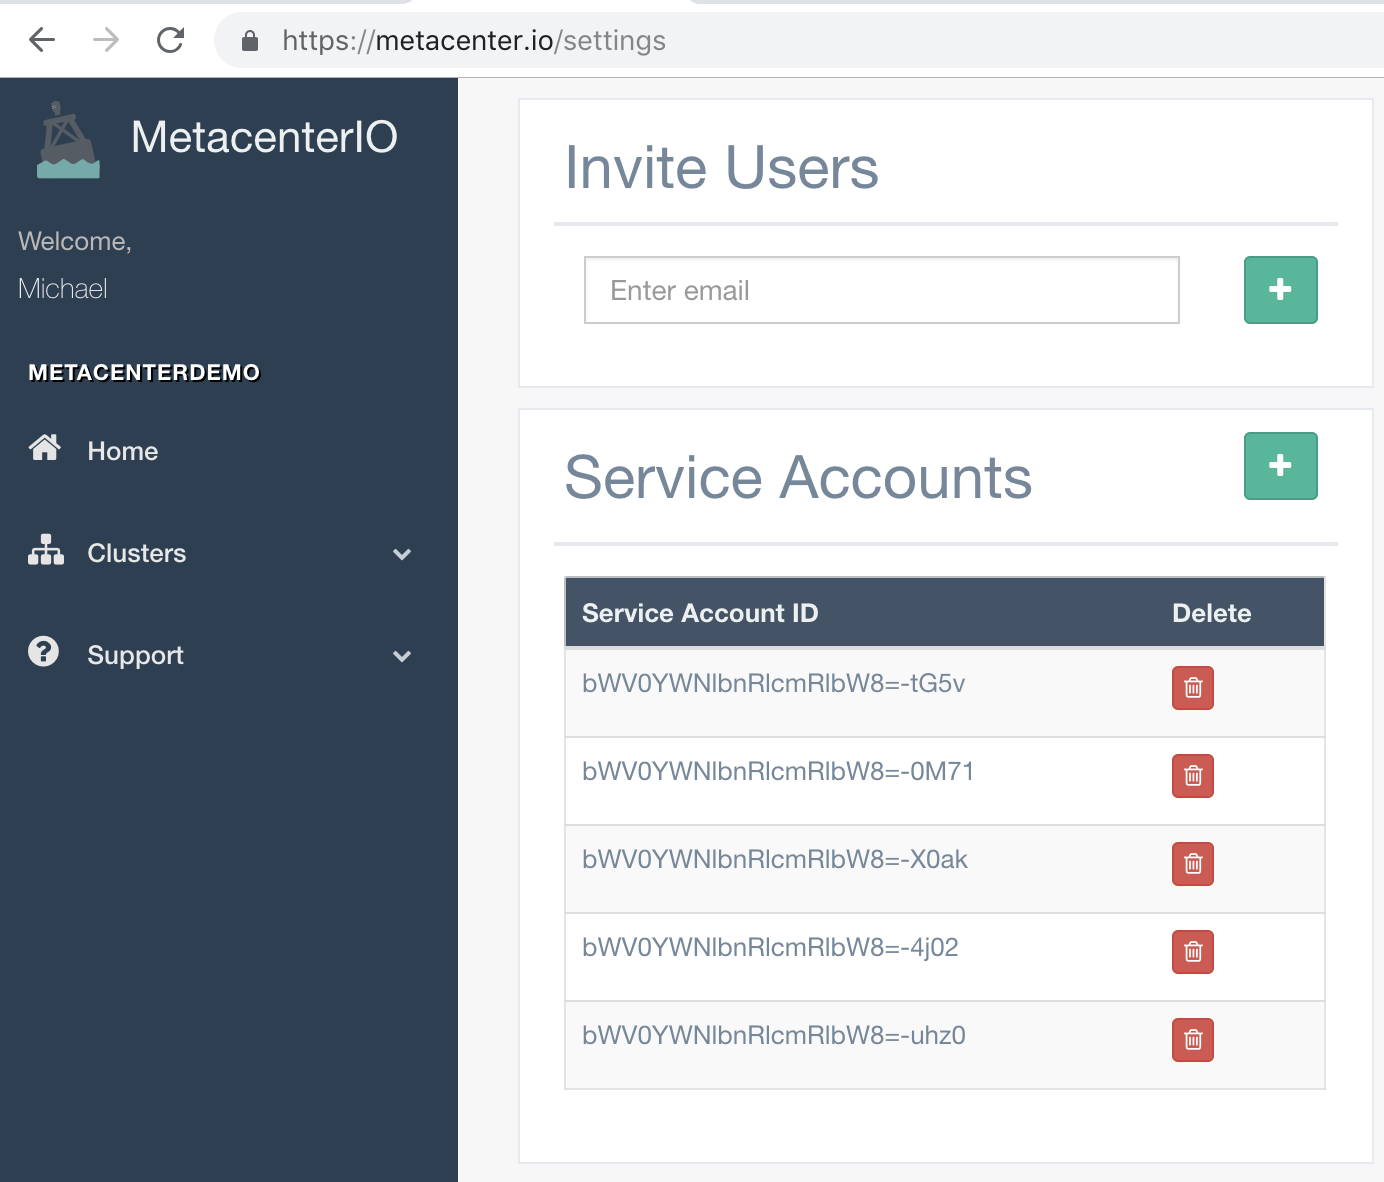 https://metacenter.io/settings
MetacenterIO
Welcome,
Michael
METACENTERDEMO
Home
Clusters
Support
Invite Users
Enter email
Service Accounts
Service Account ID Delete
bWV0YWNlbnRlcmRlbW8=-tG5v
bWV0YWNlbnRlcmRlbW8=-0M71
bWV0YWNlbnRlcmRlbW8=-X0ak
bWV0YWNlbnRlcmRlbW8=-4j02
bWV0YWNlbnRlcmRlbW8=-uhz0